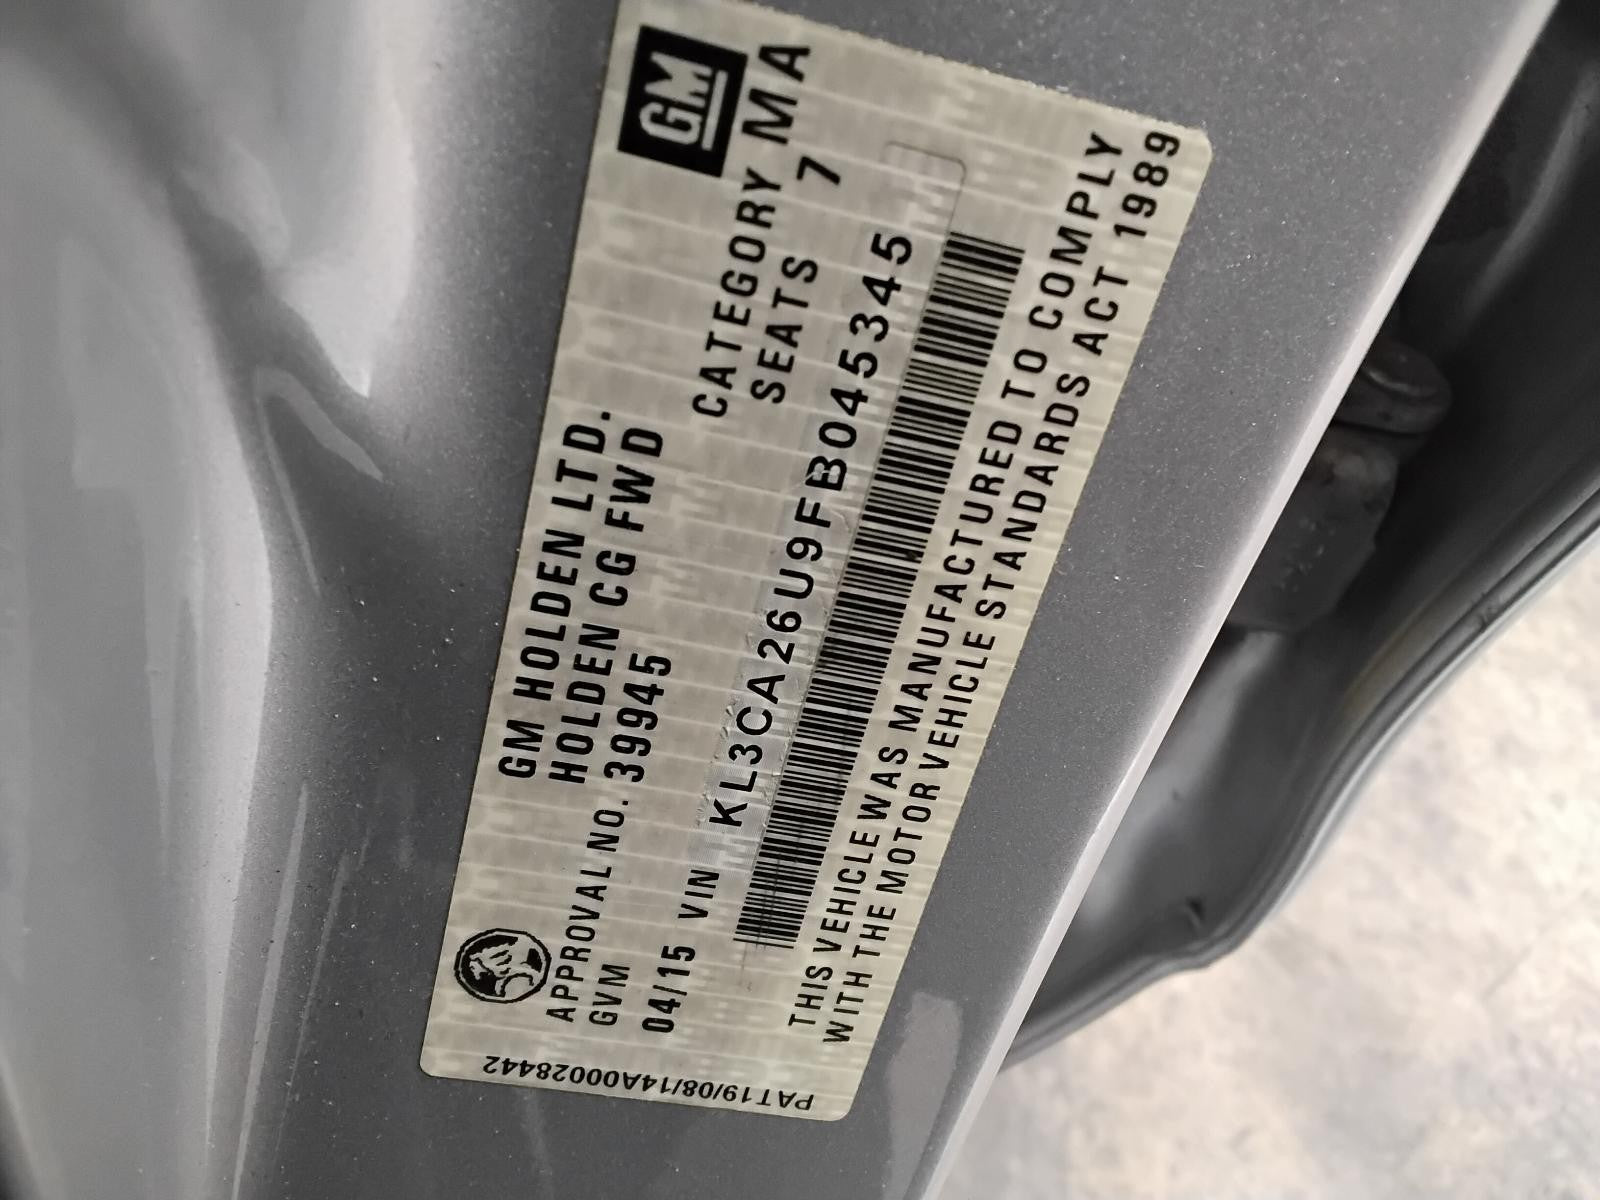 GM HOLDEN LTD.
HOLDEN CG FWD
GM
APPROVAL NO. 39945
CATEGORY MA
GVM
SEATS 7
04/15 VIN KL3CA26U9FB045345
THIS VEHICLE WAS MANUFACTURED TO COMPLY
WITH THE MOTOR VEHICLE STANDARDS ACT 1989
PAT19/08/14A00028442